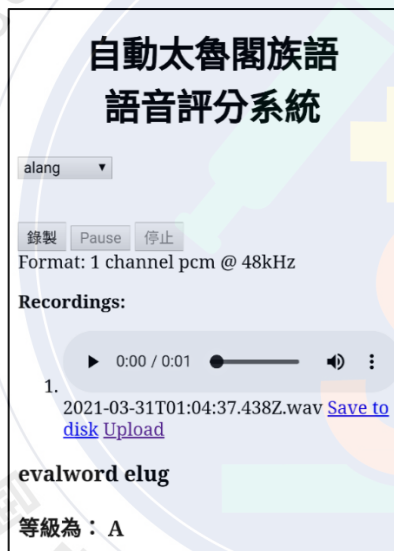 自動太魯閣族語
語音評分系統
alang
錄製 Pause 停止
Format: 1 channel pcm @ 48kHz
Recordings:
0:00 / 0:01
1.
2021-03-31T01:04:37.438Z.wav Save to
disk Upload
evalword elug
等級為： A